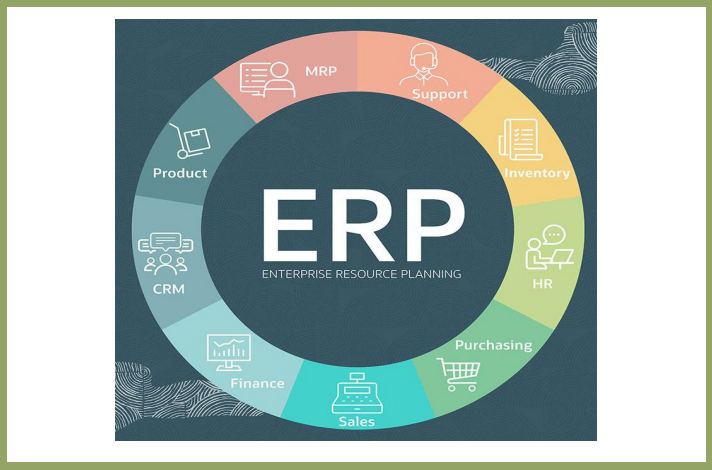 MRP
Support
Inventory
HR
Purchasing
Sales
Finance
CRM
Product
ERP
ENTERPRISE RESOURCE PLANNING